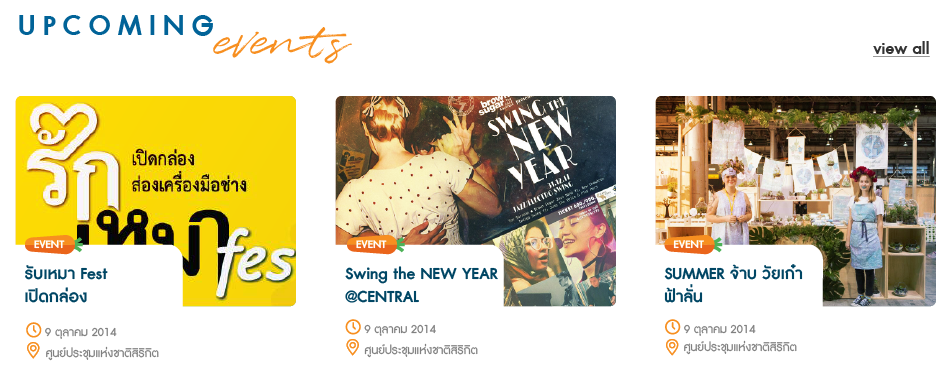 UPCOMING
events
view all
รัก
เปิดกล่อง
ส่องเครื่องมือช่าง
เหมา
fes
EVENT
รับเหมา Fest
เปิดกล่อง
9 ตุลาคม 2014
ศูนย์ประชุมแห่งชาติสิริกิต
brown
sugar
SWING THE
NEW
YEAR
JAZZ-ELECTRO SWING
EVENT
Swing the NEW YEAR
@CENTRAL
9 ตุลาคม 2014
ศูนย์ประชุมแห่งชาติสิริกิต
EVENT
SUMMER จ๋าบ วัยเก๋า
ฟ้าลั่น
9 ตุลาคม 2014
ศูนย์ประชุมแห่งชาติสิริกิต